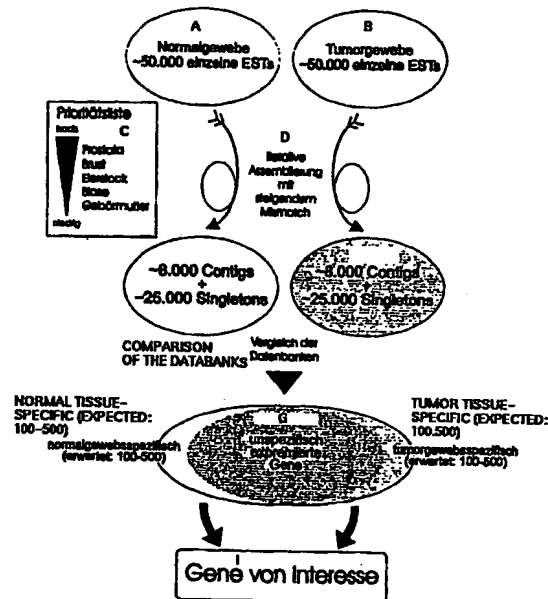 A
Normalgewebe
~50.000 einzelne ESTs
B
Tumorgewebe
~50.000 einzelne ESTs
Prioritätsliste
hoch
C
Prostata
Brust
Eierstock
Blase
Gebärmutter
niedrig
D
Iterative
Assemblierung
mit
steigendem
Mismatch
~8.000 Contigs
+
~25.000 Singletons
~8.000 Contigs
+
~25.000 Singletons
COMPARISON
OF THE DATABANKS
Vergleich der
Datenbanken
NORMAL TISSUE-
SPECIFIC (EXPECTED:
100-500)
normalgewebsspezifisch
(erwartet: 100-500)
G
unspezifisch
exprimierte
Gene
TUMOR TISSUE-
SPECIFIC (EXPECTED:
100.500)
tumorgewebsspezifisch
(erwartet: 100-500)
Gene von Interesse